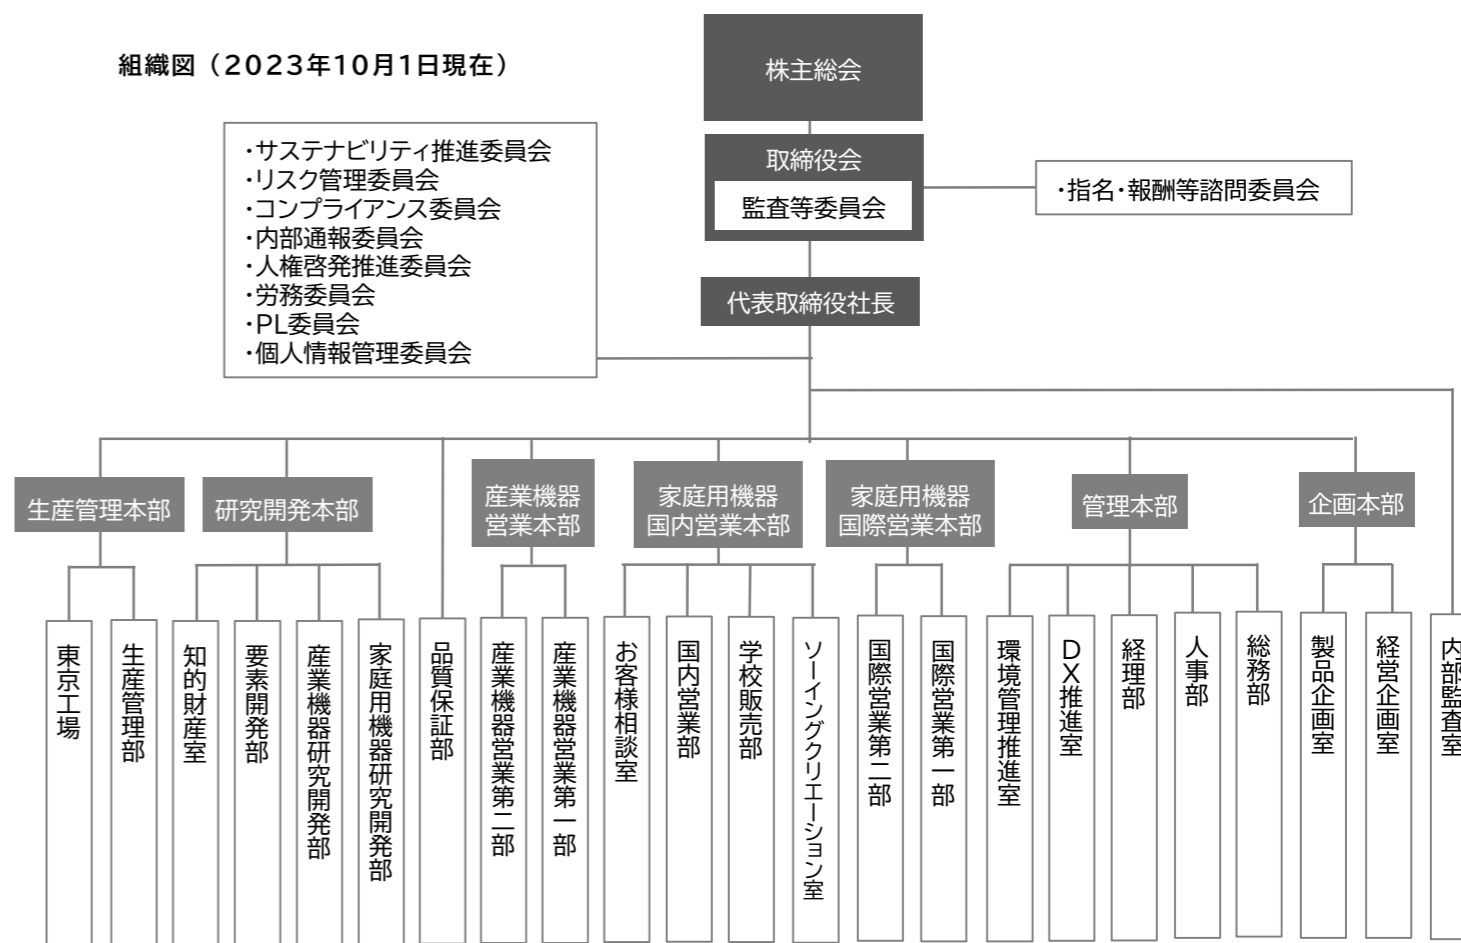 組織図（2023年10月1日現在）
株主総会
取締役会
監査等委員会
・指名・報酬等諮問委員会
・サステナビリティ推進委員会
・リスク管理委員会
・コンプライアンス委員会
・内部通報委員会
・人権啓発推進委員会
・労務委員会
・PL委員会
・個人情報管理委員会
代表取締役社長
生産管理本部
研究開発本部
産業機器
営業本部
家庭用機器
国内営業本部
家庭用機器
国際営業本部
管理本部
企画本部
東京工場
生産管理部
知的財産室
要素開発部
産業機器研究開発部
家庭用機器研究開発部
品質保証部
産業機器営業第二部
産業機器営業第一部
お客様相談室
国内営業部
学校販売部
ソーイングクリエーション室
国際営業第二部
国際営業第一部
環境管理推進室
DX推進室
経理部
人事部
総務部
製品企画室
経営企画室
内部監査室